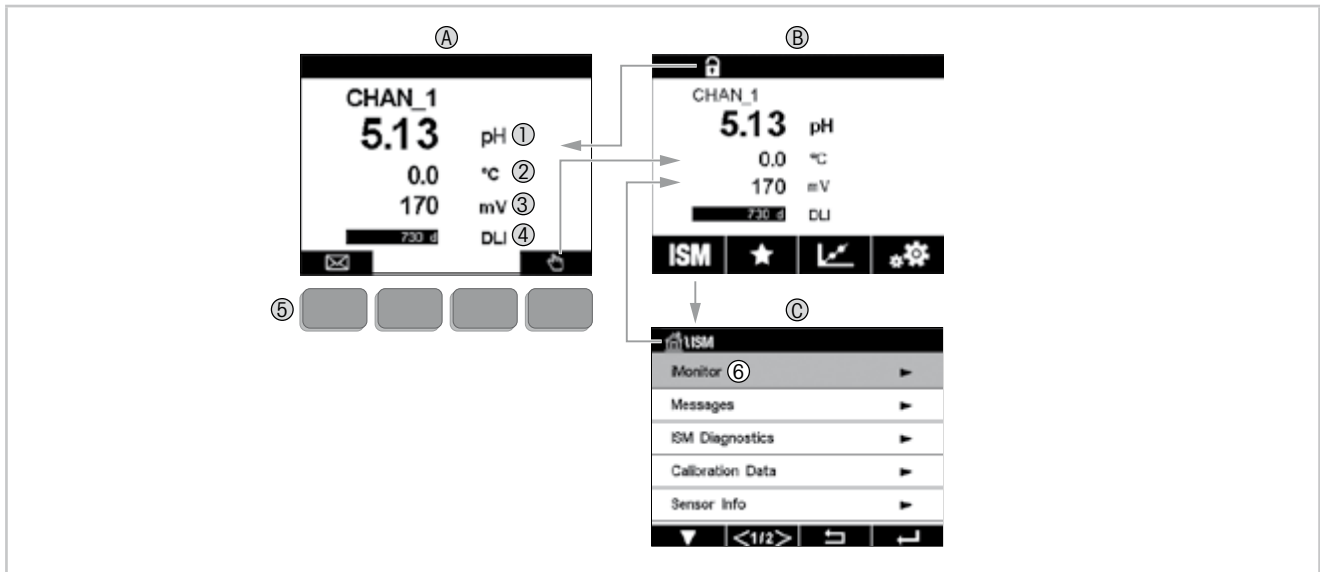 Ⓐ
CHAN_1
5.13 pH ①
0.0 °C ②
170 mV ③
730 d DLI ④
⑤
Ⓑ
CHAN_1
5.13 pH
0.0 °C
170 mV
730 d DLI
ISM
Ⓒ
\ISM
iMonitor ⑥
Messages
ISM Diagnostics
Calibration Data
Sensor Info
<1/2>